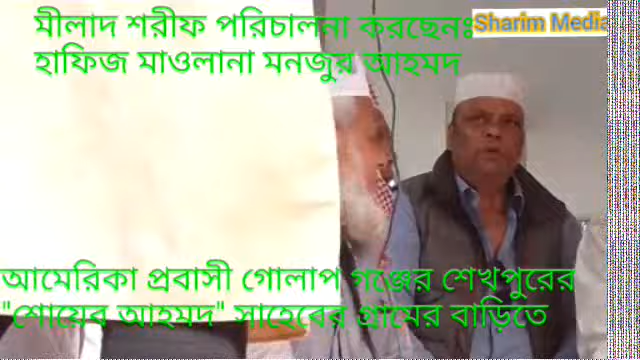 মীলাদ শরীফ পরিচালনা করছেনঃ
Sharim Media
হাফিজ মাওলানা মনজুর আহমদ
আমেরিকা প্রবাসী গোলাপ গঞ্জের শেখপুরের
"শোয়েব আহমদ" সাহেবের গ্রামের বাড়িতে